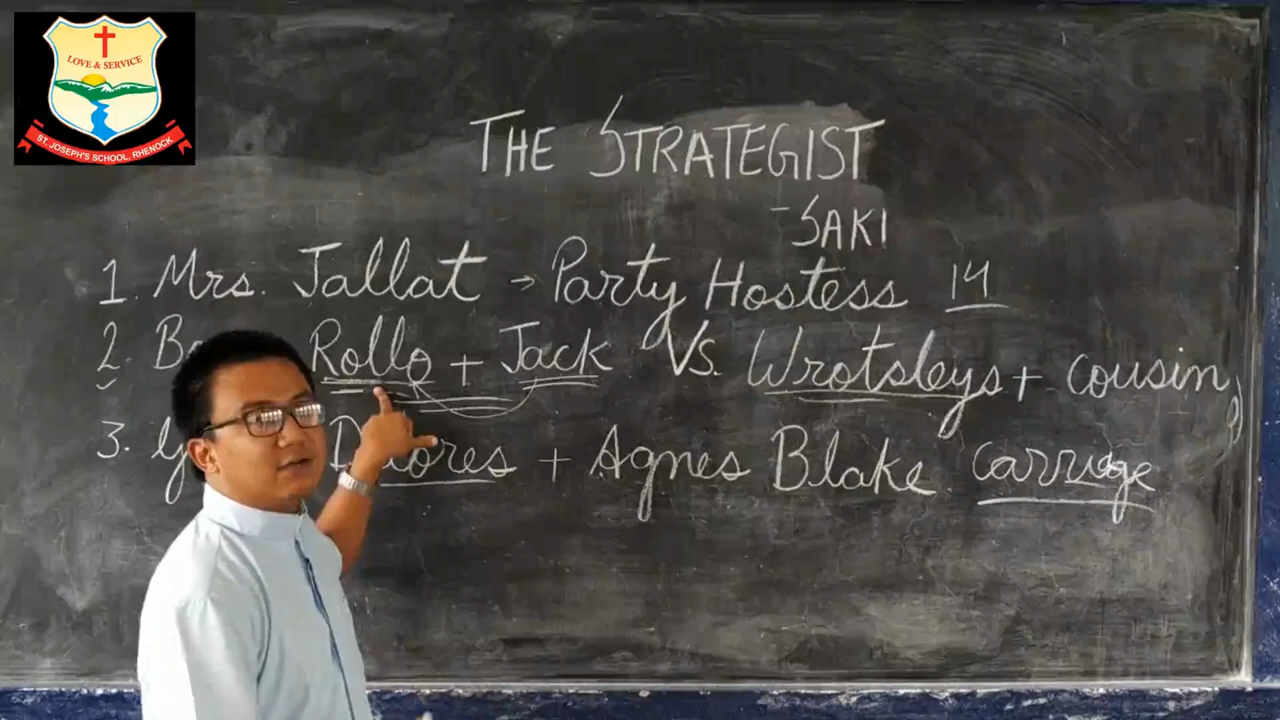 LOVE & SERVICE
ST. JOSEPH'S SCHOOL, RHENOCK
THE STRATEGIST
-SAKI
1. Mrs. Jallat → Party Hostess 14
2. Rollo + Jack Vs. Wrotsleys + cousin
3. + Agnes Blake carriage